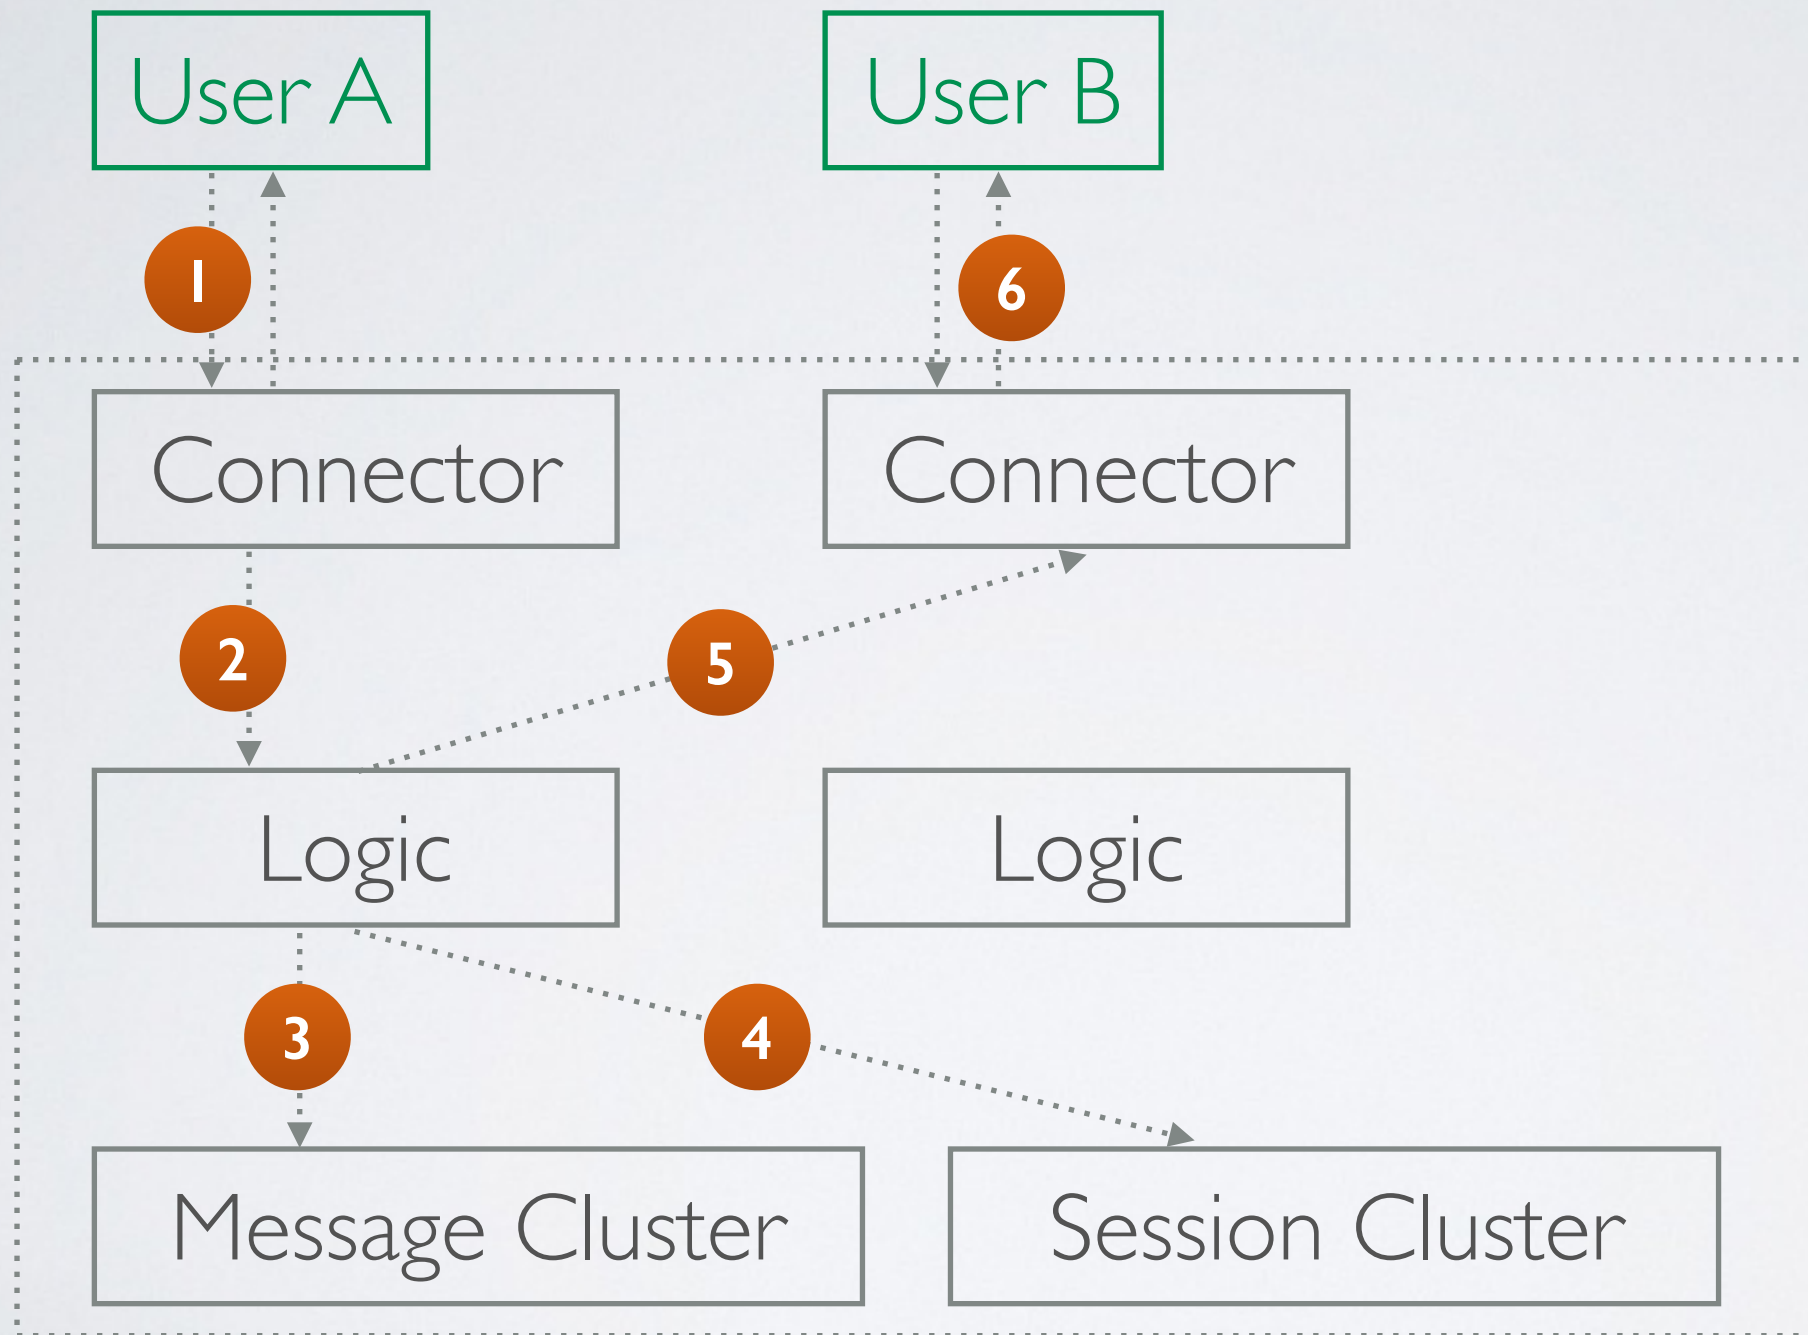 User A
User B
1
6
Connector
Connector
2
5
Logic
Logic
3
4
Message Cluster
Session Cluster